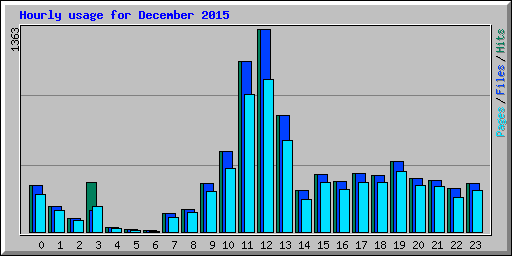 Hourly usage for December 2015
1363
Pages / Files / Hits
0 1 2 3 4 5 6 7 8 9 10 11 12 13 14 15 16 17 18 19 20 21 22 23